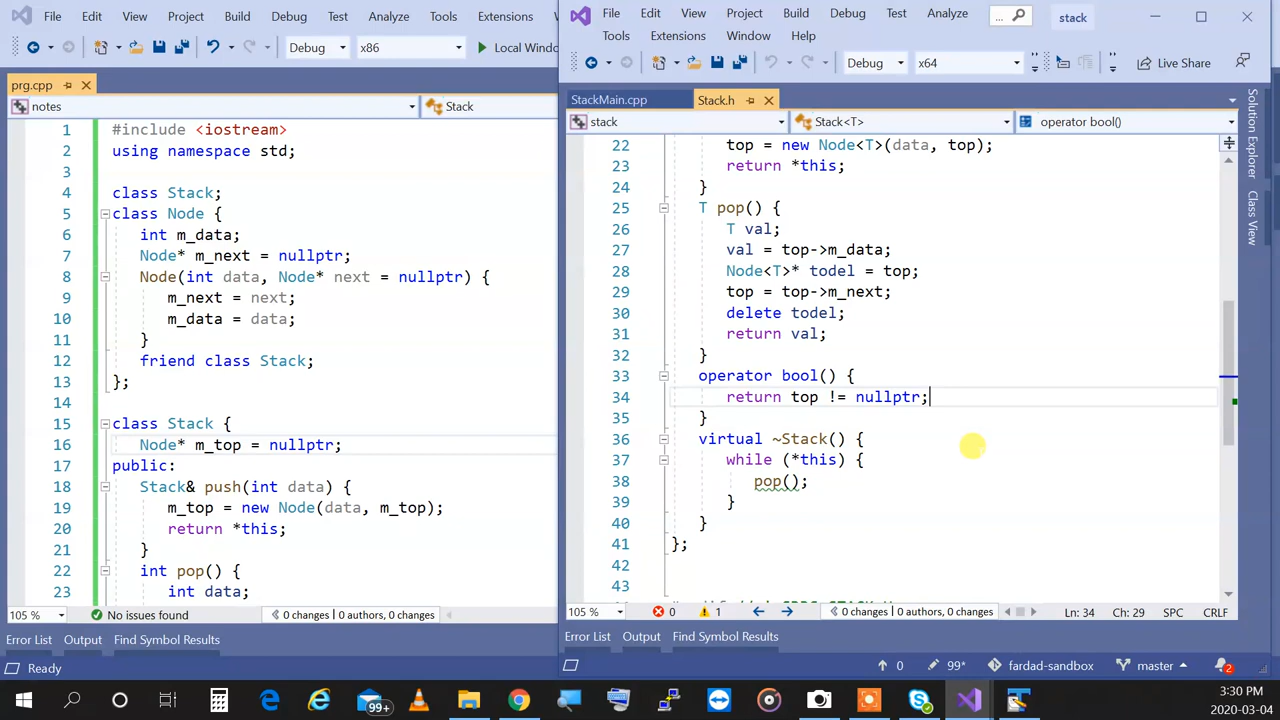 File Edit View Project Build Debug Test Analyze Tools Extensions
Debug x86 Local Windo
prg.cpp
notes Stack
1 #include <iostream>
2 using namespace std;
3
4 class Stack;
5 class Node {
6 int m_data;
7 Node* m_next = nullptr;
8 Node(int data, Node* next = nullptr) {
9 m_next = next;
10 m_data = data;
11 }
12 friend class Stack;
13 };
14
15 class Stack {
16 Node* m_top = nullptr;
17 public:
18 Stack& push(int data) {
19 m_top = new Node(data, m_top);
20 return *this;
21 }
22 int pop() {
23 int data;
105 % No issues found 0 changes | 0 authors, 0 changes
Error List Output Find Symbol Results
Ready
File Edit View Project Build Debug Test Analyze ... stack
Tools Extensions Window Help
Debug x64 Live Share
StackMain.cpp Stack.h
stack Stack<T> operator bool()
22 top = new Node<T>(data, top);
23 return *this;
24 }
25 T pop() {
26 T val;
27 val = top->m_data;
28 Node<T>* todel = top;
29 top = top->m_next;
30 delete todel;
31 return val;
32 }
33 operator bool() {
34 return top != nullptr;
35 }
36 virtual ~Stack() {
37 while (*this) {
38 pop();
39 }
40 }
41 };
42
43
105 % 0 1 0 changes | 0 authors, 0 changes Ln: 34 Ch: 29 SPC CRLF
Error List Output Find Symbol Results
0 99* fardad-sandbox master 2
Solution Explorer
Class View
99+
3:30 PM
2020-03-04